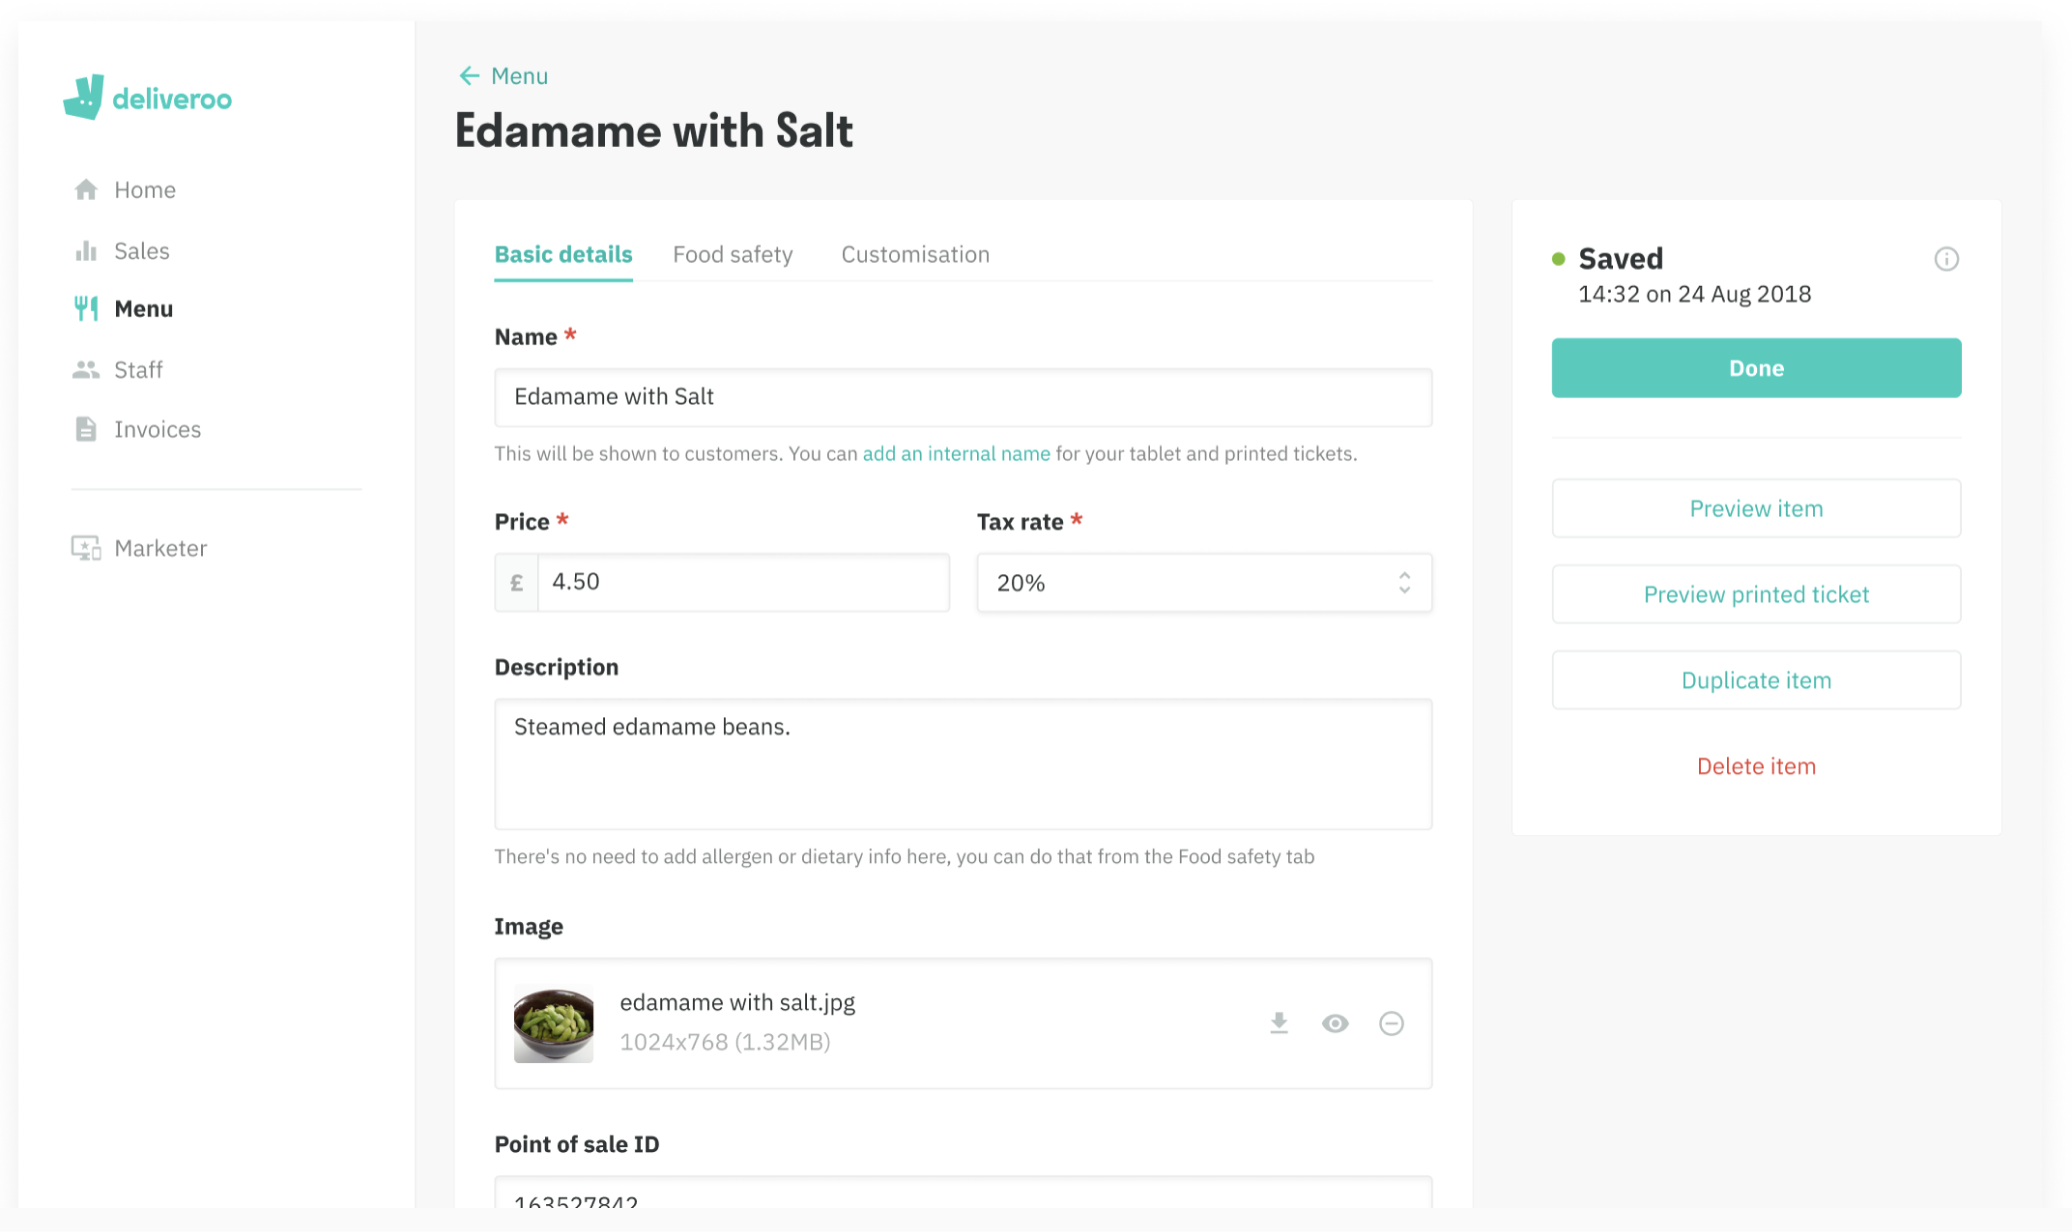 deliveroo
Home
Sales
Menu
Staff
Invoices
Marketer
← Menu
Edamame with Salt
Basic details Food safety Customisation
Name *
Edamame with Salt
This will be shown to customers. You can add an internal name for your tablet and printed tickets.
Price * Tax rate *
£ 4.50 20%
Description
Steamed edamame beans.
There's no need to add allergen or dietary info here, you can do that from the Food safety tab
Image
edamame with salt.jpg
1024x768 (1.32MB)
Point of sale ID
163527842
Saved
14:32 on 24 Aug 2018
Done
Preview item
Preview printed ticket
Duplicate item
Delete item